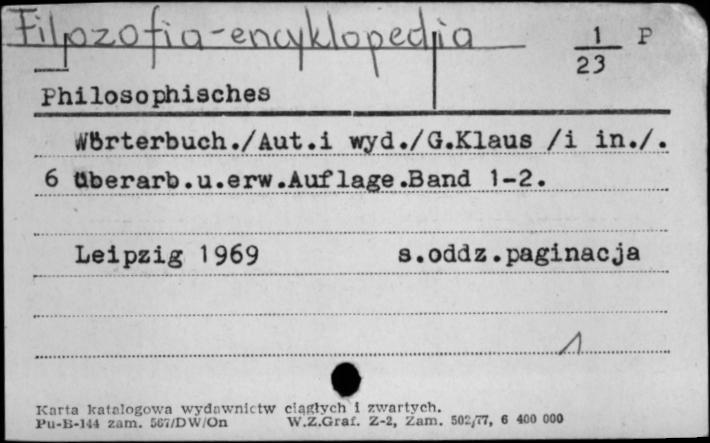 Filozofia-encyklopedia
1 P
23
Philosophisches
Wörterbuch./Aut.i wyd./G.Klaus /i in./.
6 überarb.u.erw.Auflage.Band 1-2.
Leipzig 1969 s.oddz.paginacja
1
Karta katalogowa wydawnictw ciągłych i zwartych.
Pu-B-144 zam. 567/DW/On W.Z.Graf. Z-2, Zam. 502/77, 6 400 000